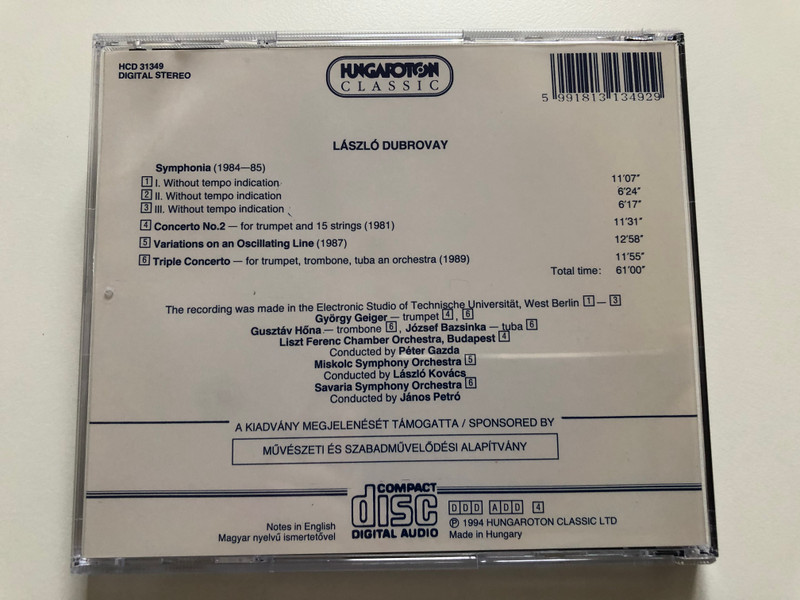 HCD 31349
DIGITAL STEREO
HUNGAROTON
CLASSIC
5 991813 134929
LÁSZLÓ DUBROVAY
Symphonia (1984—85)
1 I. Without tempo indication 11'07"
2 II. Without tempo indication 6'24"
3 III. Without tempo indication 6'17"
4 Concerto No.2 — for trumpet and 15 strings (1981) 11'31"
5 Variations on an Oscillating Line (1987) 12'58"
6 Triple Concerto — for trumpet, trombone, tuba an orchestra (1989) 11'55"
Total time: 61'00"
The recording was made in the Electronic Studio of Technische Universität, West Berlin 1 — 3
György Geiger — trumpet 4, 6
Gusztáv Hőna — trombone 6, József Bazsinka — tuba 6
Liszt Ferenc Chamber Orchestra, Budapest 4
Conducted by Péter Gazda
Miskolc Symphony Orchestra 5
Conducted by László Kovács
Savaria Symphony Orchestra 6
Conducted by János Petró
A KIADVÁNY MEGJELENÉSÉT TÁMOGATTA / SPONSORED BY
MŰVÉSZETI ÉS SZABADMŰVELŐDÉSI ALAPÍTVÁNY
COMPACT
disc
DIGITAL AUDIO
DDD ADD 4
℗ 1994 HUNGAROTON CLASSIC LTD
Made in Hungary
Notes in English
Magyar nyelvű ismertetővel